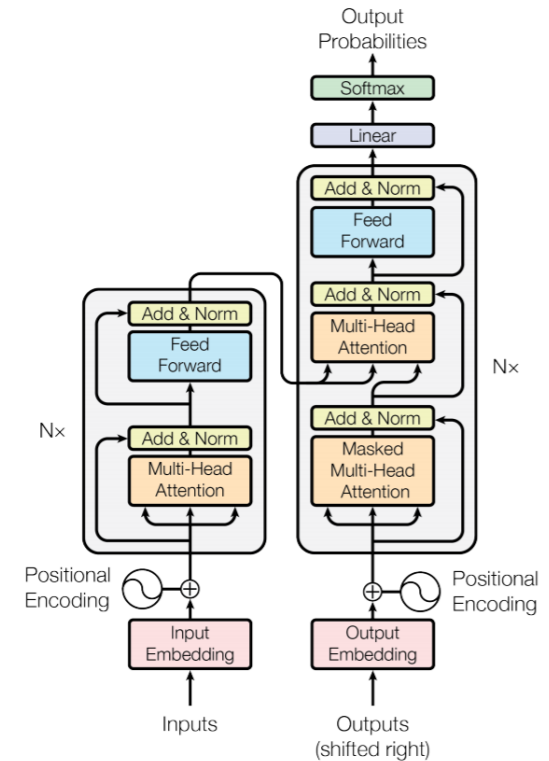 Output
Probabilities
Softmax
Linear
Add & Norm
Feed
Forward
Add & Norm
Multi-Head
Attention
Add & Norm
Masked
Multi-Head
Attention
N×
Positional
Encoding
Output
Embedding
Outputs
(shifted right)
Add & Norm
Feed
Forward
Add & Norm
Multi-Head
Attention
N×
Positional
Encoding
Input
Embedding
Inputs